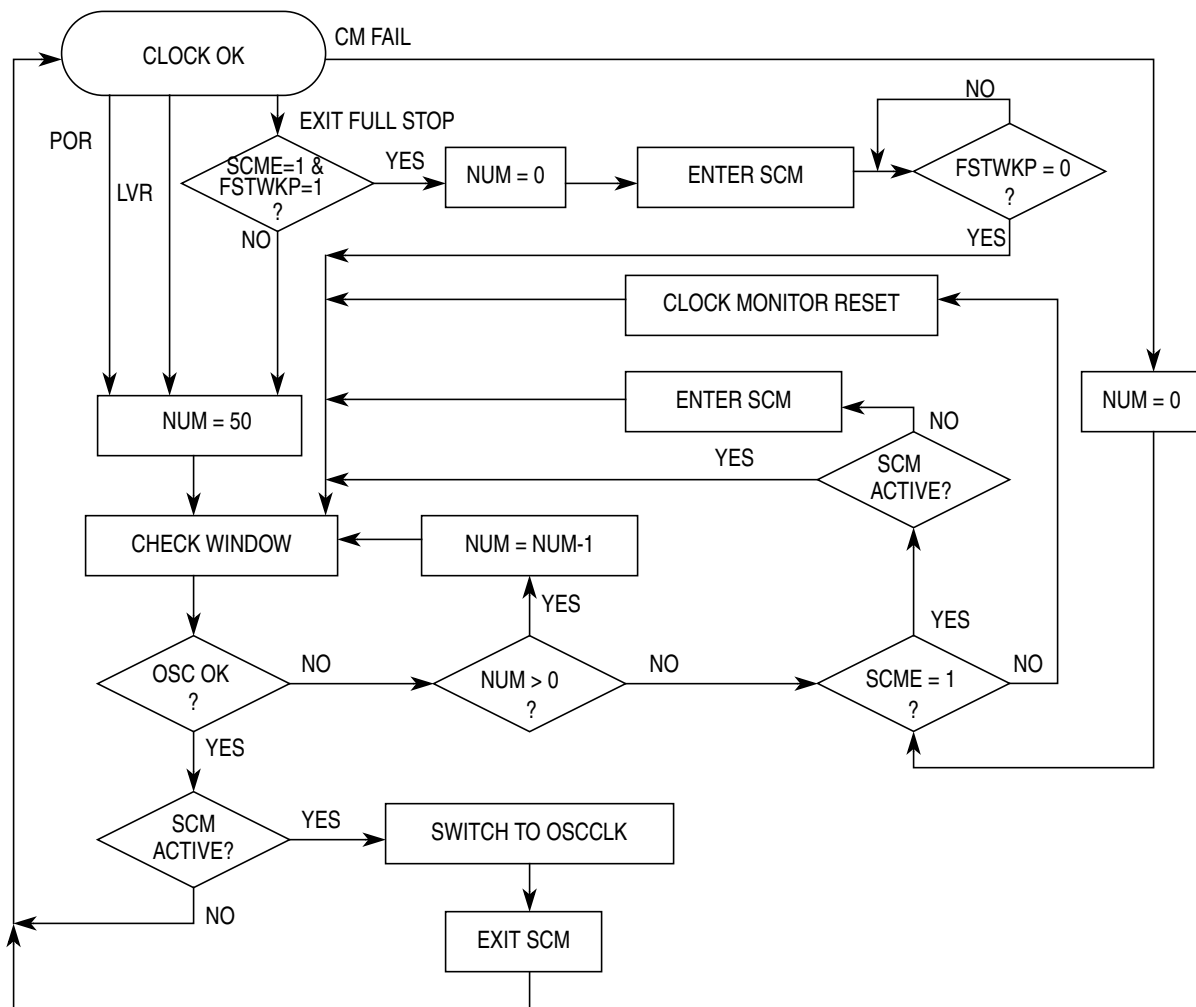 CLOCK OK
CM FAIL
POR
LVR
EXIT FULL STOP
SCME=1 &
FSTWKP=1
?
YES
NO
NUM = 0
ENTER SCM
NO
FSTWKP = 0
?
YES
CLOCK MONITOR RESET
NUM = 50
ENTER SCM
NUM = 0
NO
YES
SCM
ACTIVE?
CHECK WINDOW
NUM = NUM-1
YES
YES
OSC OK
?
NO
NUM > 0
?
NO
SCME = 1
?
NO
YES
SCM
ACTIVE?
YES
SWITCH TO OSCCLK
NO
EXIT SCM